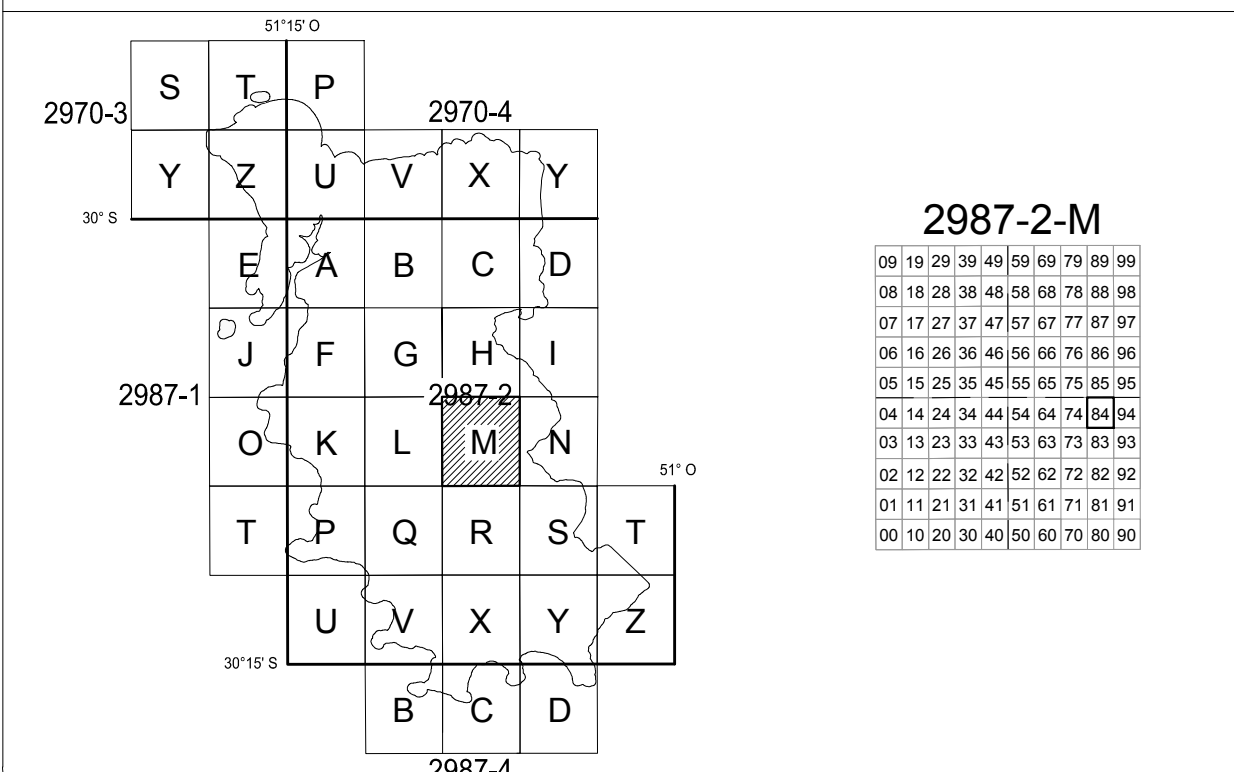 51°15' O
S T P
2970-3
2970-4
Y Z U V X Y
30° S
E A B C D
J F G H I
2987-1
2987-2
O K L M N
51° O
T P Q R S T
U V X Y Z
30°15' S
B C D
2987-4
2987-2-M
09 19 29 39 49 59 69 79 89 99
08 18 28 38 48 58 68 78 88 98
07 17 27 37 47 57 67 77 87 97
06 16 26 36 46 56 66 76 86 96
05 15 25 35 45 55 65 75 85 95
04 14 24 34 44 54 64 74 84 94
03 13 23 33 43 53 63 73 83 93
02 12 22 32 42 52 62 72 82 92
01 11 21 31 41 51 61 71 81 91
00 10 20 30 40 50 60 70 80 90